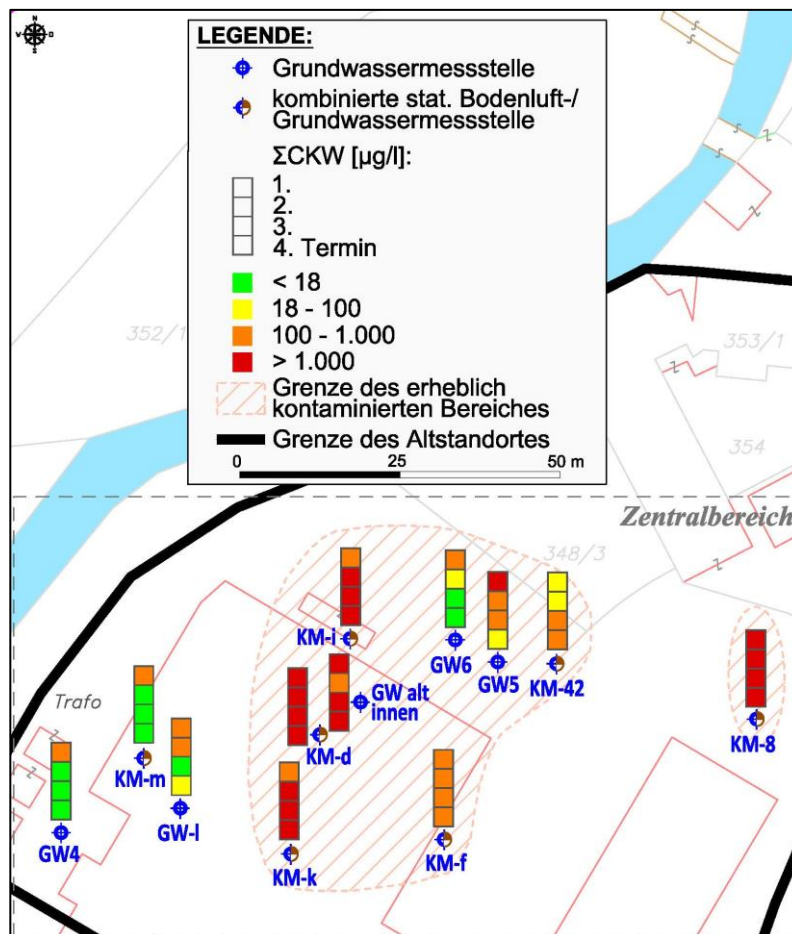 N
W
O
S
LEGENDE:
Grundwassermessstelle
kombinierte stat. Bodenluft-/
Grundwassermessstelle
ΣCKW [µg/l]:
1.
2.
3.
4. Termin
< 18
18 - 100
100 - 1.000
> 1.000
Grenze des erheblich
kontaminierten Bereiches
Grenze des Altstandortes
0 25 50 m
352/1
353/1
354
Zentralbereich
348/3
KM-i
GW6
GW5
KM-42
GW alt
innen
KM-8
Trafo
KM-d
KM-m
GW-l
GW4
KM-k
KM-f